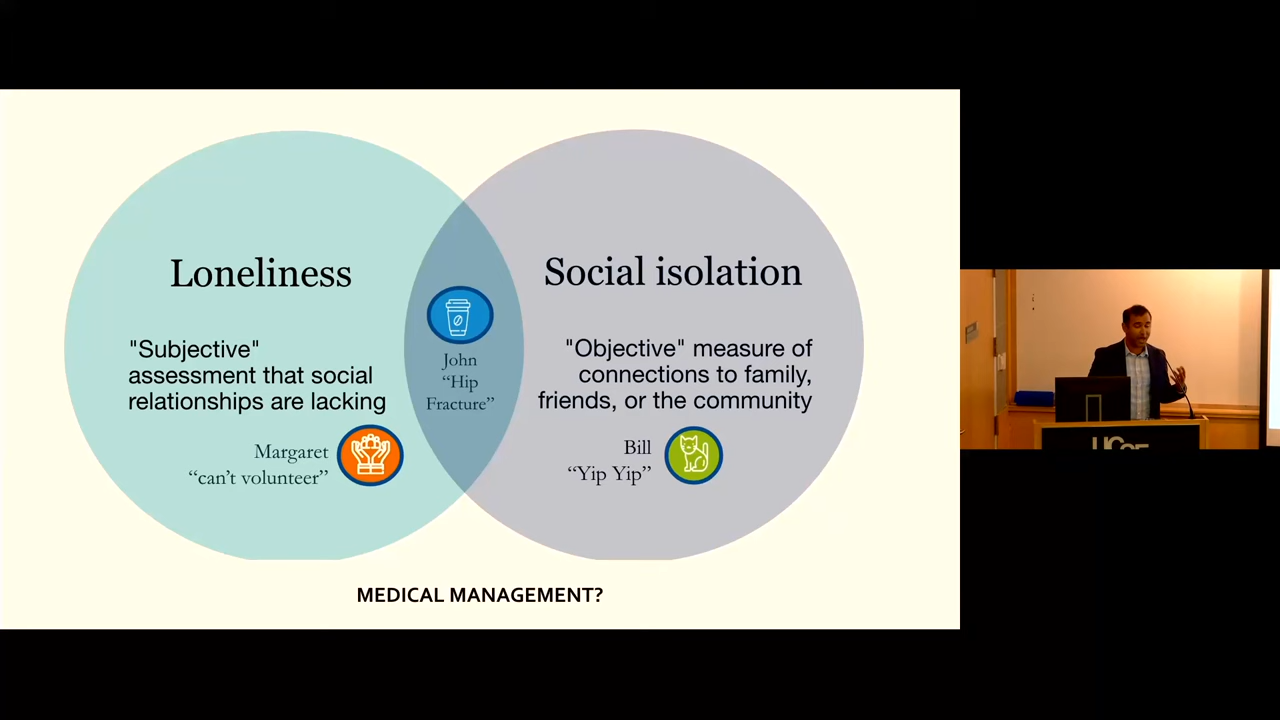 Loneliness
"Subjective"
assessment that social
relationships are lacking
Margaret
“can’t volunteer”
John
“Hip
Fracture”
Social isolation
"Objective" measure of
connections to family,
friends, or the community
Bill
“Yip Yip”
MEDICAL MANAGEMENT?